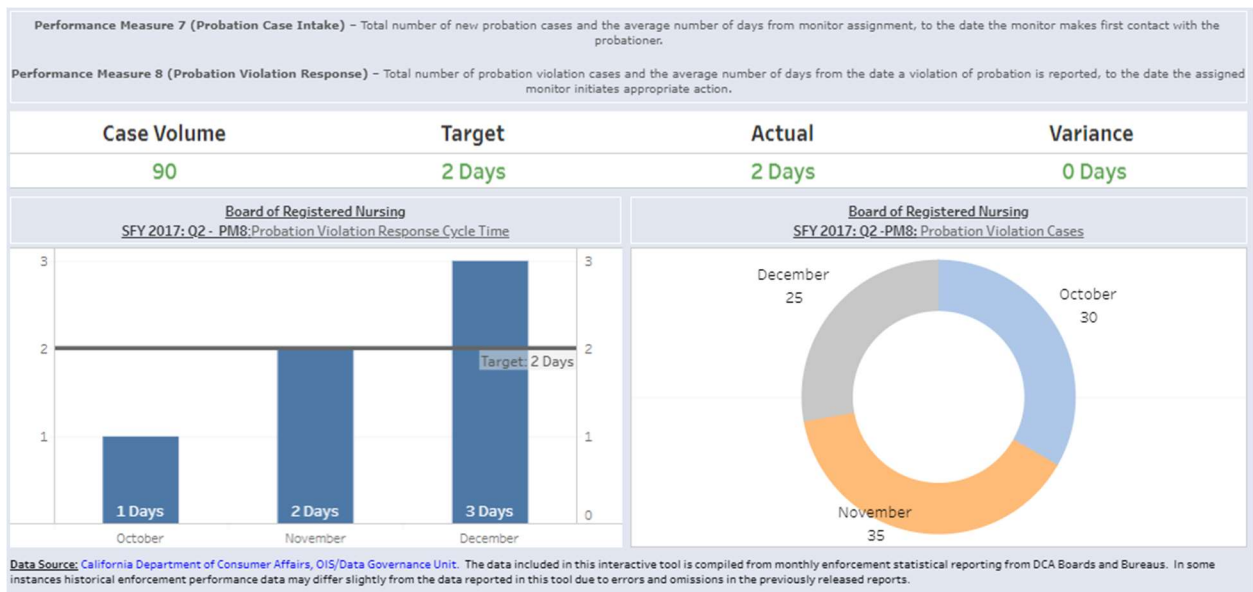 Performance Measure 7 (Probation Case Intake) – Total number of new probation cases and the average number of days from monitor assignment, to the date the monitor makes first contact with the
probationer.
Performance Measure 8 (Probation Violation Response) – Total number of probation violation cases and the average number of days from the date a violation of probation is reported, to the date the assigned
monitor initiates appropriate action.
Case Volume Target Actual Variance
90 2 Days 2 Days 0 Days
Board of Registered Nursing
SFY 2017: Q2 - PM8:Probation Violation Response Cycle Time
3 3
2 2
Target: 2 Days
1 1
0
1 Days 2 Days 3 Days
October November December
Board of Registered Nursing
SFY 2017: Q2 -PM8: Probation Violation Cases
December
25
October
30
November
35
Data Source: California Department of Consumer Affairs, OIS/Data Governance Unit. The data included in this interactive tool is compiled from monthly enforcement statistical reporting from DCA Boards and Bureaus. In some
instances historical enforcement performance data may differ slightly from the data reported in this tool due to errors and omissions in the previously released reports.